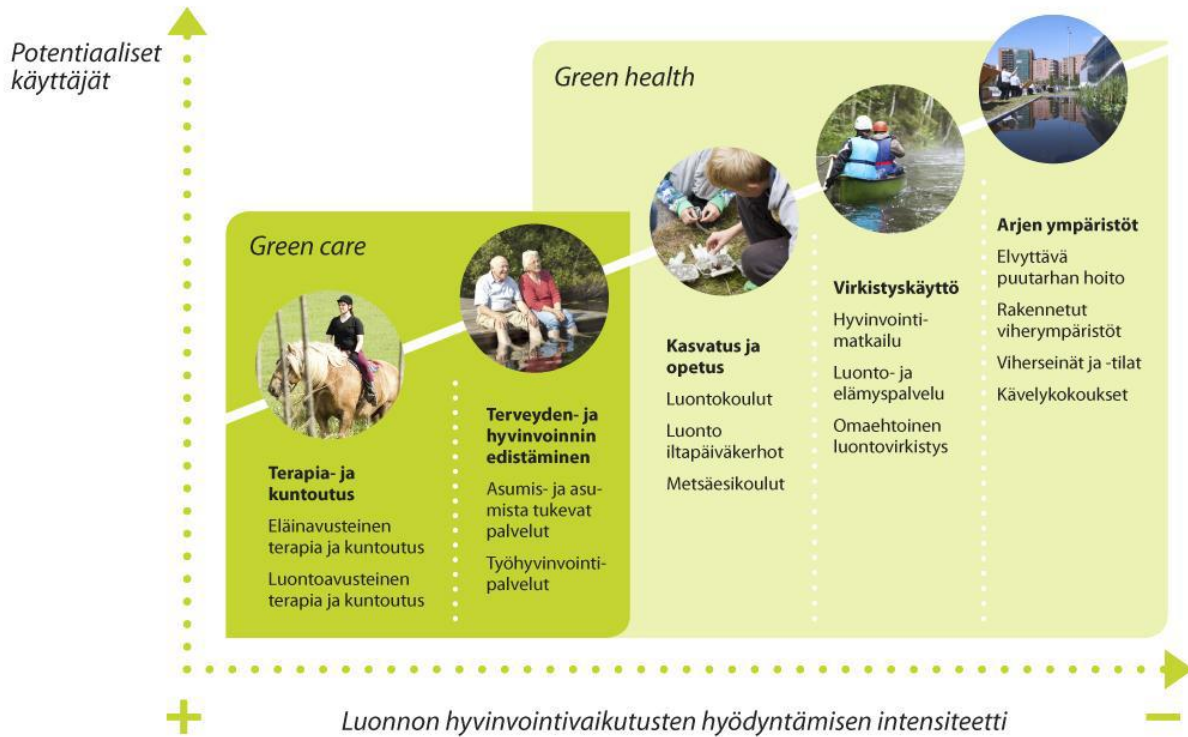 Potentiaaliset
käyttäjät
Green health
Green care
Terapia- ja
kuntoutus
Eläinavusteinen
terapia ja kuntoutus
Luontoavusteinen
terapia ja kuntoutus
Terveyden- ja
hyvinvoinnin
edistäminen
Asumis- ja asu-
mista tukevat
palvelut
Työhyvinvointi-
palvelut
Kasvatus ja
opetus
Luontokoulut
Luonto
iltapäiväkerhot
Metsäesikoulut
Virkistyskäyttö
Hyvinvointi-
matkailu
Luonto- ja
elämyspalvelu
Omaehtoinen
luontovirkistys
Arjen ympäristöt
Elvyttävä
puutarhan hoito
Rakennetut
viherympäristöt
Viherseinät ja -tilat
Kävelykokoukset
+
Luonnon hyvinvointivaikutusten hyödyntämisen intensiteetti
−